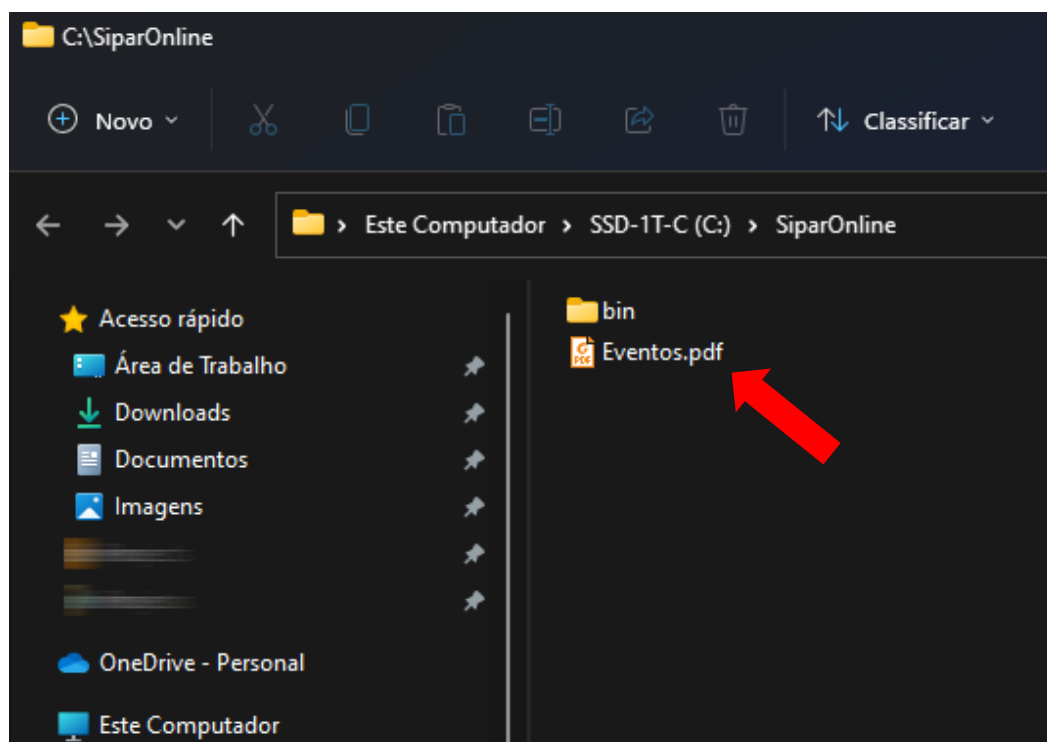 C:\SiparOnline
Novo
Classificar
Este Computador > SSD-1T-C (C:) > SiparOnline
Acesso rápido
Área de Trabalho
Downloads
Documentos
Imagens
OneDrive - Personal
Este Computador
bin
PDF Eventos.pdf